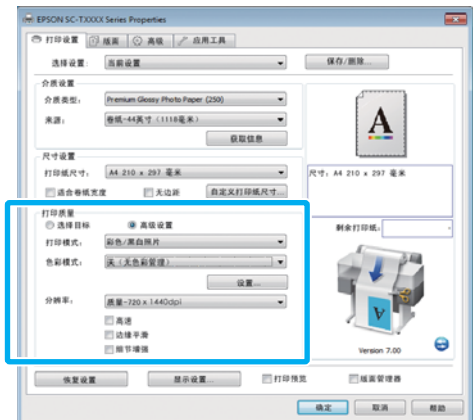 EPSON SC-TXXXX Series Properties
打印设置 版面 高级 应用工具
选择设置： 当前设置 保存/删除...
介质设置
介质类型： Premium Glossy Photo Paper (250)
来源： 卷纸-44英寸（1118毫米）
获取信息
尺寸设置
打印纸尺寸： A4 210 x 297 毫米
适合卷纸宽度 无边距 自定义打印纸尺寸...
打印质量
选择目标 高级设置
打印模式： 彩色/黑白照片
色彩模式： 关（无色彩管理）
设置...
分辨率： 质量-720 x 1440dpi
高速
边缘平滑
细节增强
A
尺寸：A4 210 x 297 毫米
剩余打印纸： -
A
Version 7.00
恢复设置 显示设置... 打印预览 版面管理器
确定 取消 帮助